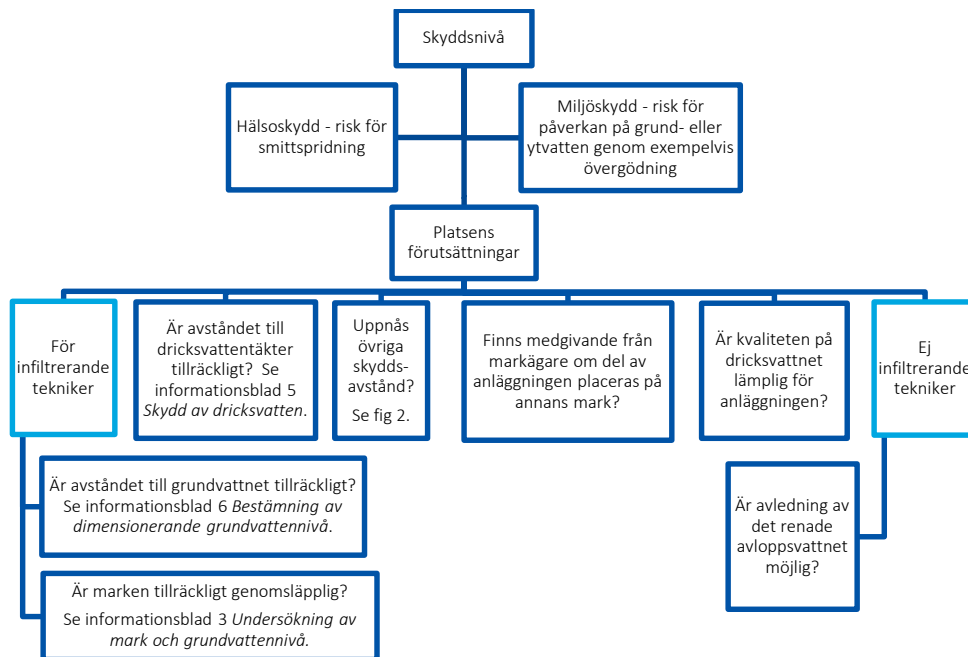 Skyddsnivå
Hälsoskydd - risk för
smittspridning
Miljöskydd - risk för
påverkan på grund- eller
ytvatten genom exempelvis
övergödning
Platsens
förutsättningar
För
infiltrerande
tekniker
Är avståndet till
dricksvattentäkter
tillräckligt? Se
informationsblad 5
Skydd av dricksvatten.
Uppnås
övriga
skydds-
avstånd?
Se fig 2.
Finns medgivande från
markägare om del av
anläggningen placeras på
annans mark?
Är kvaliteten på
dricksvattnet
lämplig för
anläggningen?
Ej
infiltrerande
tekniker
Är avståndet till grundvattnet tillräckligt?
Se informationsblad 6 Bestämning av
dimensionerande grundvattennivå.
Är marken tillräckligt genomsläpplig?
Se informationsblad 3 Undersökning av
mark och grundvattennivå.
Är avledning av
det renade
avloppsvattnet
möjlig?